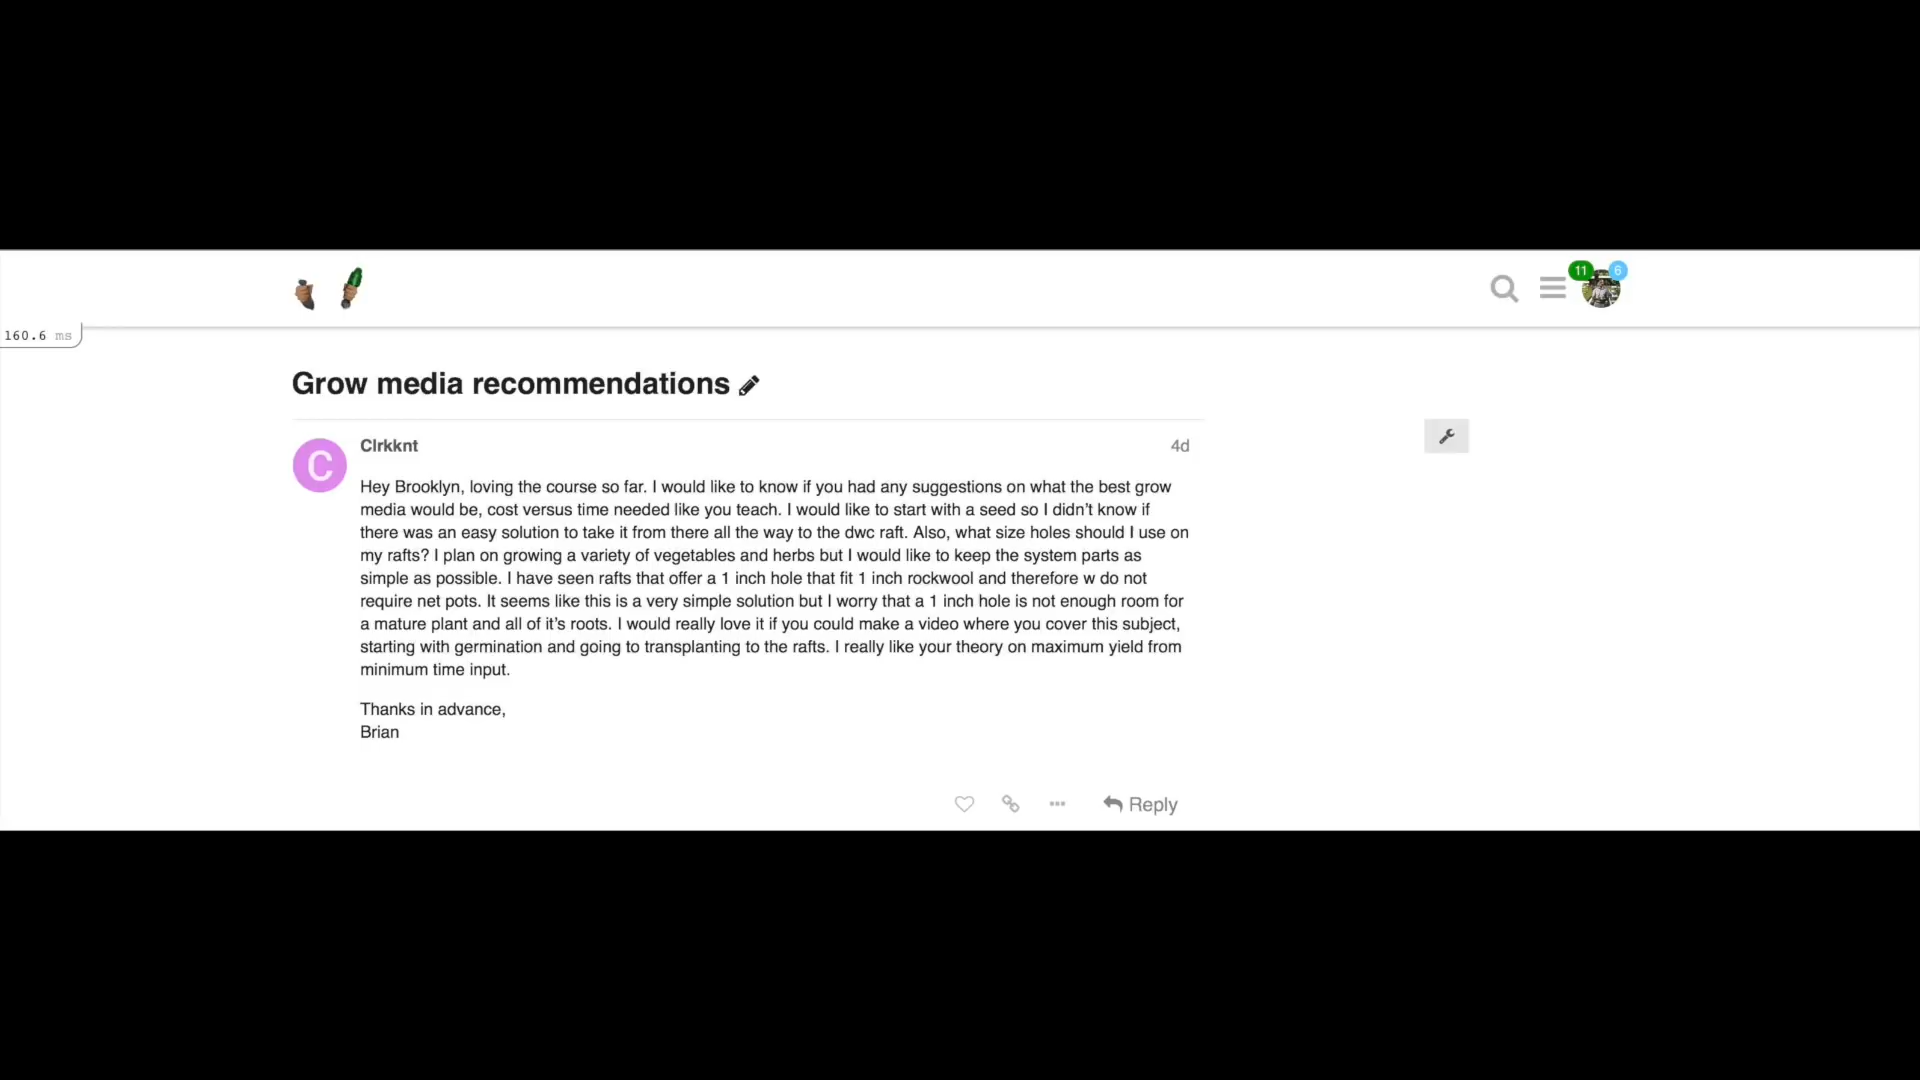 11 6
160.6 ms
Grow media recommendations
Clrkknt 4d
C
Hey Brooklyn, loving the course so far. I would like to know if you had any suggestions on what the best grow
media would be, cost versus time needed like you teach. I would like to start with a seed so I didn't know if
there was an easy solution to take it from there all the way to the dwc raft. Also, what size holes should I use on
my rafts? I plan on growing a variety of vegetables and herbs but I would like to keep the system parts as
simple as possible. I have seen rafts that offer a 1 inch hole that fit 1 inch rockwool and therefore w do not
require net pots. It seems like this is a very simple solution but I worry that a 1 inch hole is not enough room for
a mature plant and all of it's roots. I would really love it if you could make a video where you cover this subject,
starting with germination and going to transplanting to the rafts. I really like your theory on maximum yield from
minimum time input.
Thanks in advance,
Brian
Reply